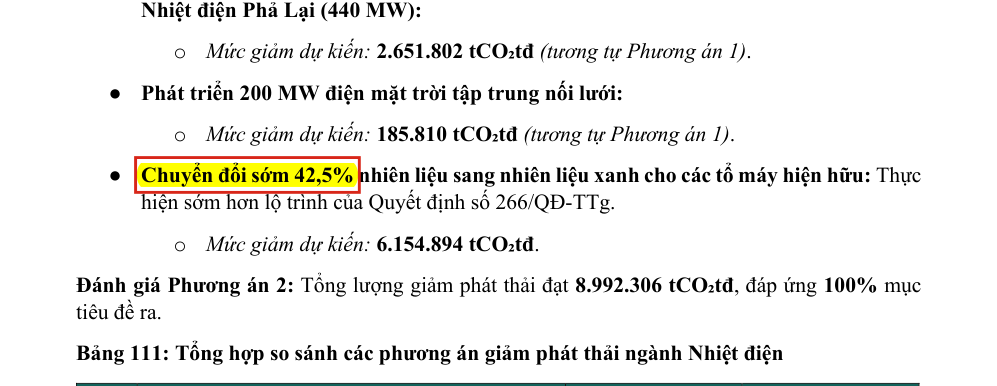 Nhiệt điện Phả Lại (440 MW):
○ Mức giảm dự kiến: 2.651.802 tCO₂tđ (tương tự Phương án 1).
● Phát triển 200 MW điện mặt trời tập trung nối lưới:
○ Mức giảm dự kiến: 185.810 tCO₂tđ (tương tự Phương án 1).
● Chuyển đổi sớm 42,5% nhiên liệu sang nhiên liệu xanh cho các tổ máy hiện hữu: Thực
hiện sớm hơn lộ trình của Quyết định số 266/QĐ-TTg.
○ Mức giảm dự kiến: 6.154.894 tCO₂tđ.
Đánh giá Phương án 2: Tổng lượng giảm phát thải đạt 8.992.306 tCO₂tđ, đáp ứng 100% mục
tiêu đề ra.
Bảng 111: Tổng hợp so sánh các phương án giảm phát thải ngành Nhiệt điện